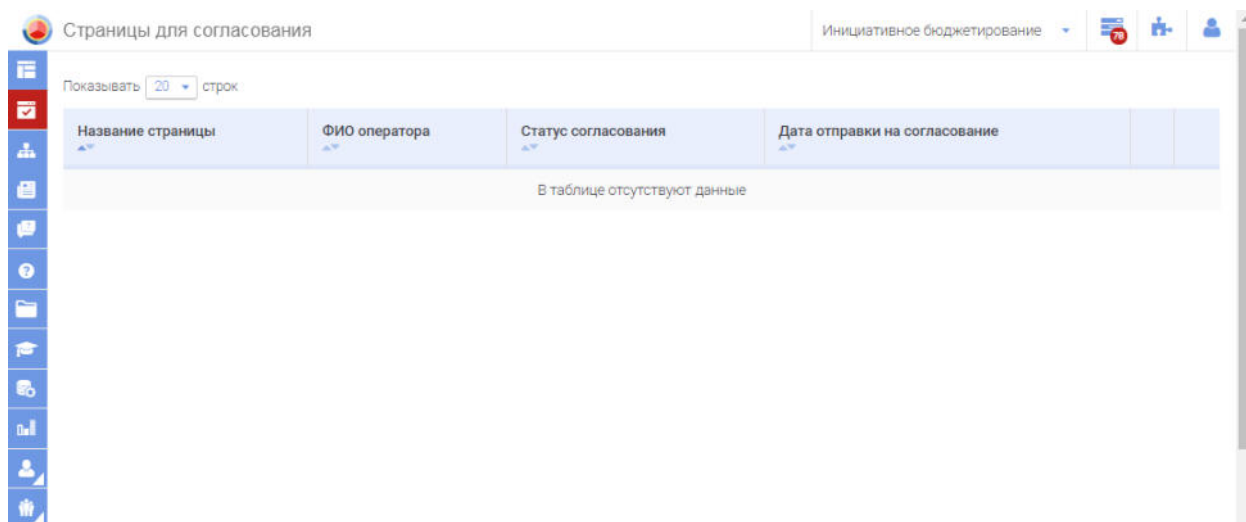 Страницы для согласования
Инициативное бюджетирование
78
Показывать 20 строк
Название страницы ФИО оператора Статус согласования Дата отправки на согласование
В таблице отсутствуют данные